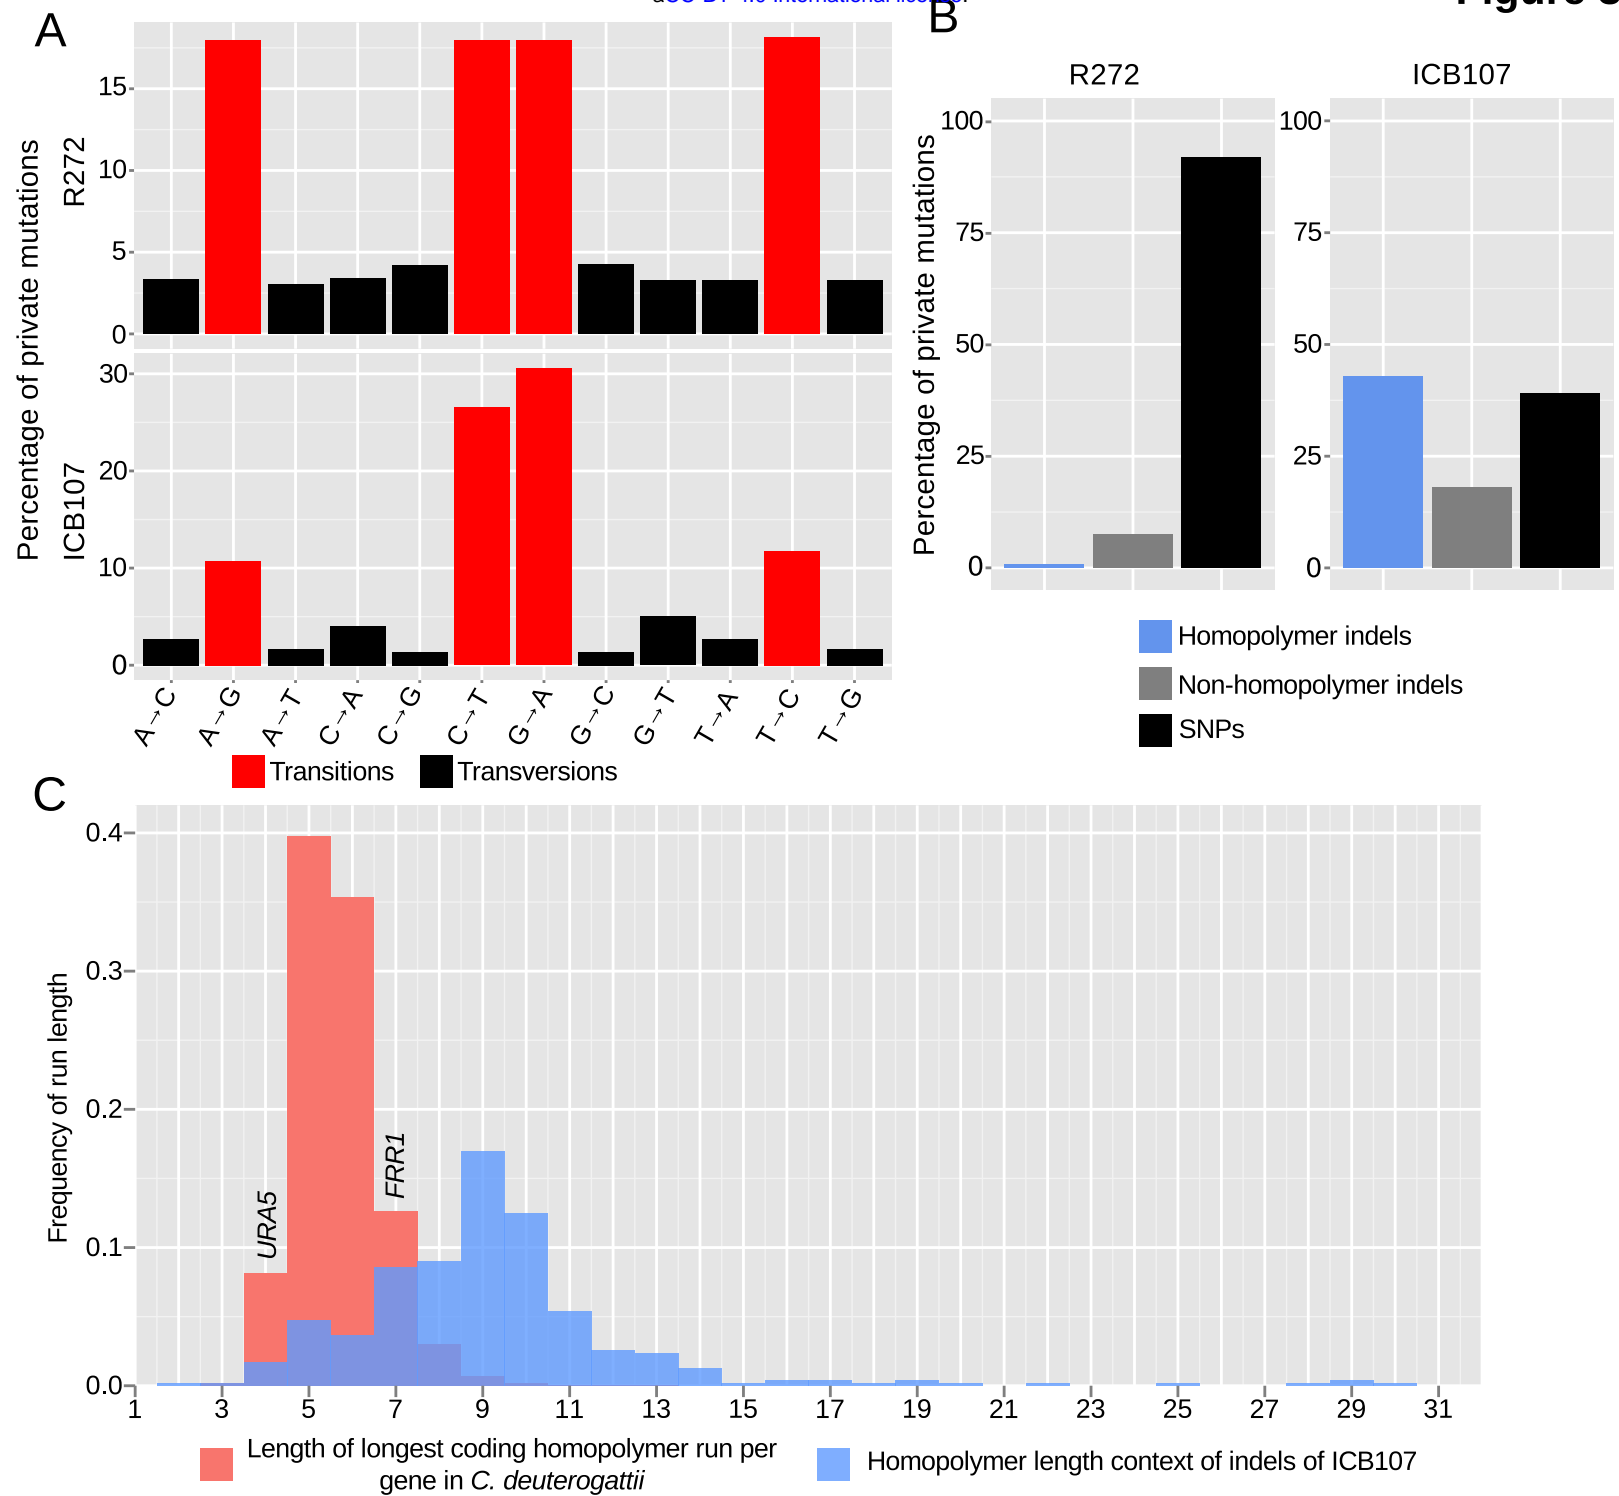 A
B
R272
ICB107
Percentage of private mutations
R272
ICB107
15
10
5
0
30
20
10
0
A→C
A→G
A→T
C→A
C→G
C→T
G→A
G→C
G→T
T→A
T→C
T→G
Transitions
Transversions
Percentage of private mutations
100
75
50
25
0
100
75
50
25
0
Homopolymer indels
Non-homopolymer indels
SNPs
C
Frequency of run length
0.4
0.3
0.2
0.1
0.0
URA5
FRR1
1 3 5 7 9 11 13 15 17 19 21 23 25 27 29 31
Length of longest coding homopolymer run per
gene in C. deuterogattii
Homopolymer length context of indels of ICB107